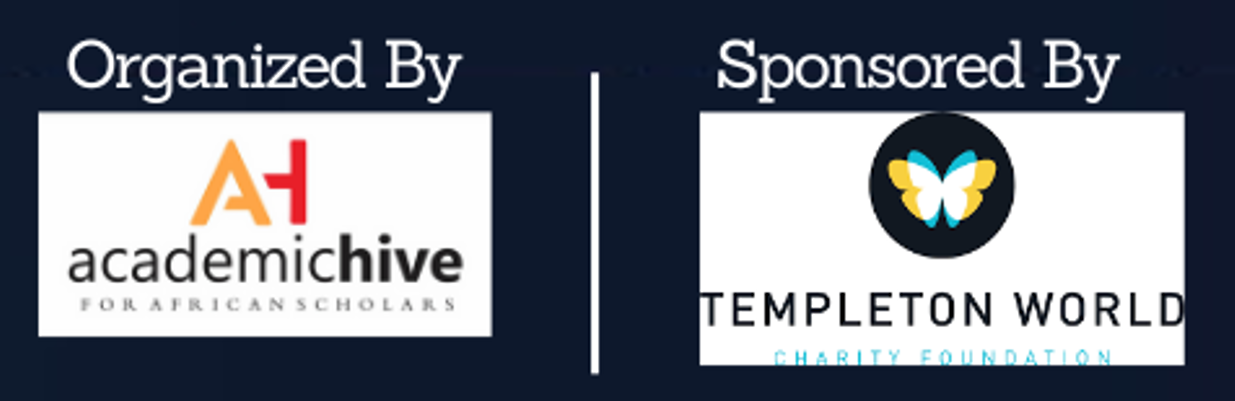 Organized By
AH
academichive
FOR AFRICAN SCHOLARS
Sponsored By
TEMPLETON WORLD
CHARITY FOUNDATION